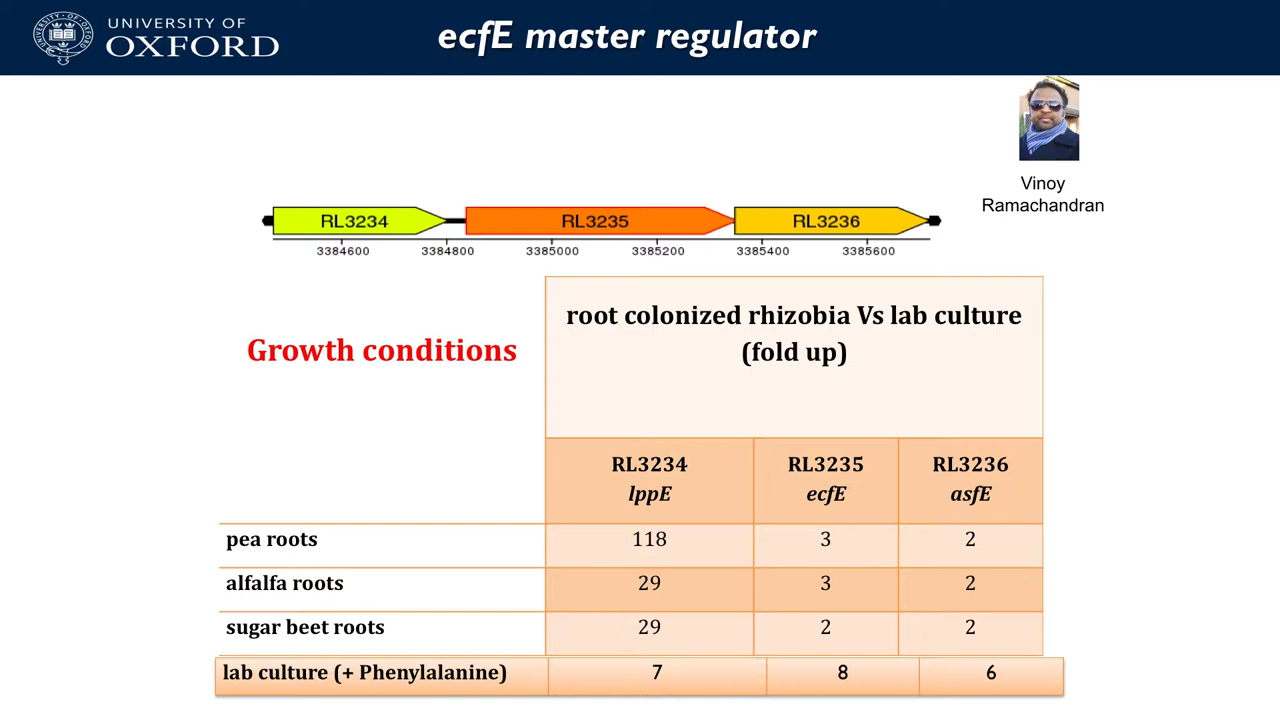 UNIVERSITY OF
OXFORD
ecfE master regulator
Vinoy
Ramachandran
RL3234 RL3235 RL3236
3384600 3384800 3385000 3385200 3385400 3385600
Growth conditions
root colonized rhizobia Vs lab culture
(fold up)
RL3234 RL3235 RL3236
lppE ecfE asfE
pea roots 118 3 2
alfalfa roots 29 3 2
sugar beet roots 29 2 2
lab culture (+ Phenylalanine) 7 8 6